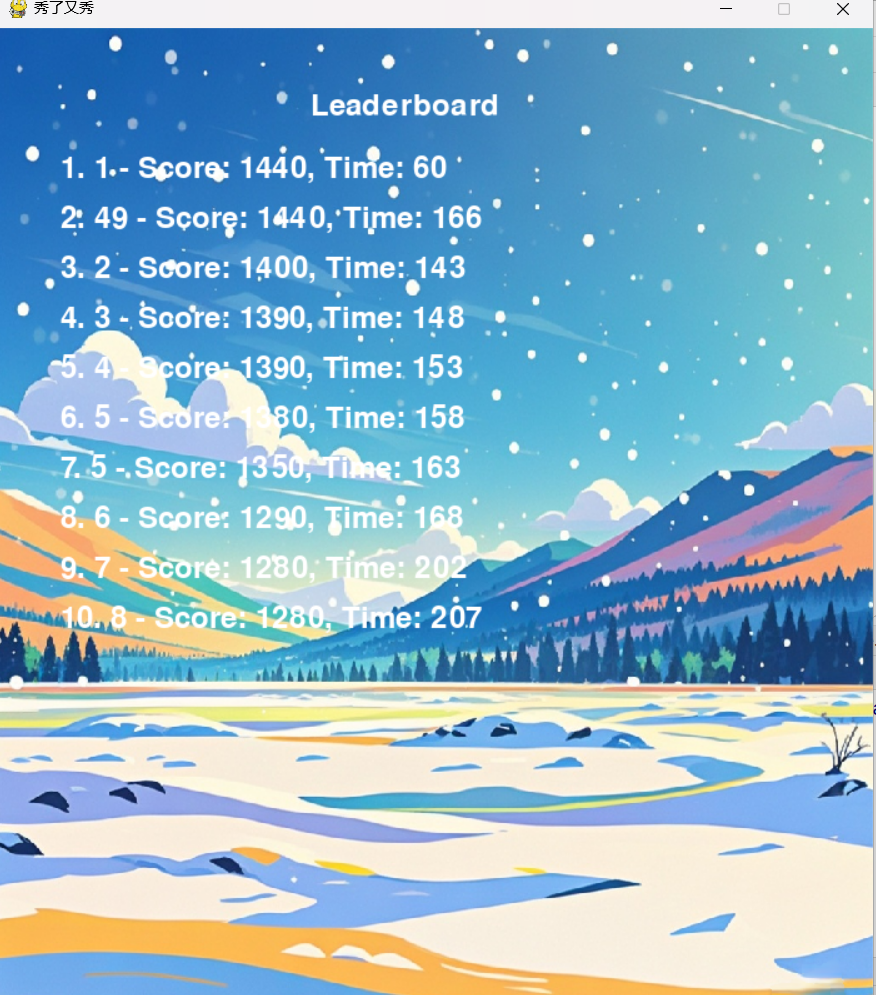 秀了又秀
Leaderboard
1. 1 - Score: 1440, Time: 60
2. 49 - Score: 1440, Time: 166
3. 2 - Score: 1400, Time: 143
4. 3 - Score: 1390, Time: 148
5. 4 - Score: 1390, Time: 153
6. 5 - Score: 1380, Time: 158
7. 5 - Score: 1350, Time: 163
8. 6 - Score: 1290, Time: 168
9. 7 - Score: 1280, Time: 202
10. 8 - Score: 1280, Time: 207